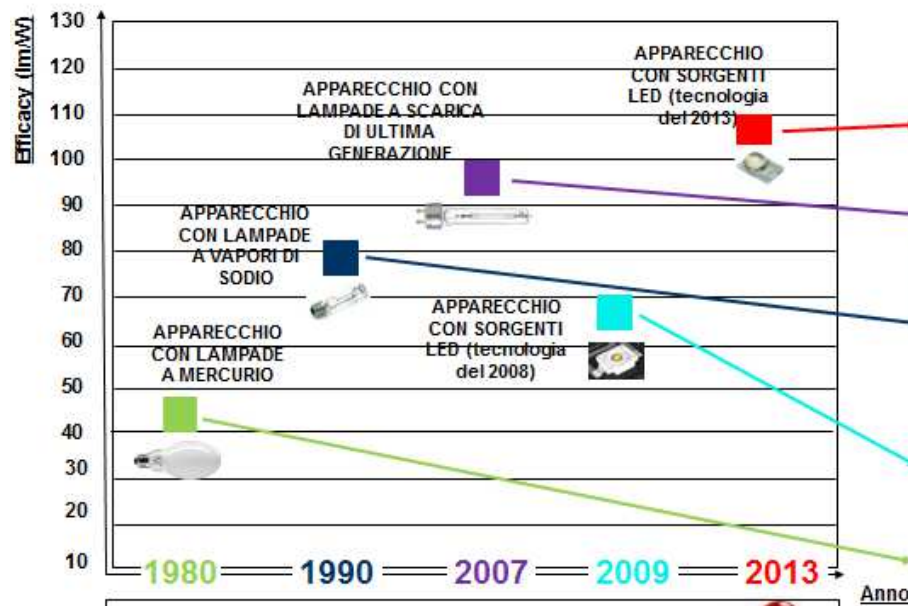 Efficacy (lm/W)
130
120
110
100
90
80
70
60
50
40
30
20
10
APPARECCHIO
CON LAMPADE
A MERCURIO
APPARECCHIO
CON LAMPADE
A VAPORI DI
SODIO
APPARECCHIO CON
LAMPADE A SCARICA
DI ULTIMA
GENERAZIONE
APPARECCHIO
CON SORGENTI
LED (tecnologia
del 2008)
APPARECCHIO
CON SORGENTI
LED (tecnologia
del 2013)
1980
1990
2007
2009
2013
Anno